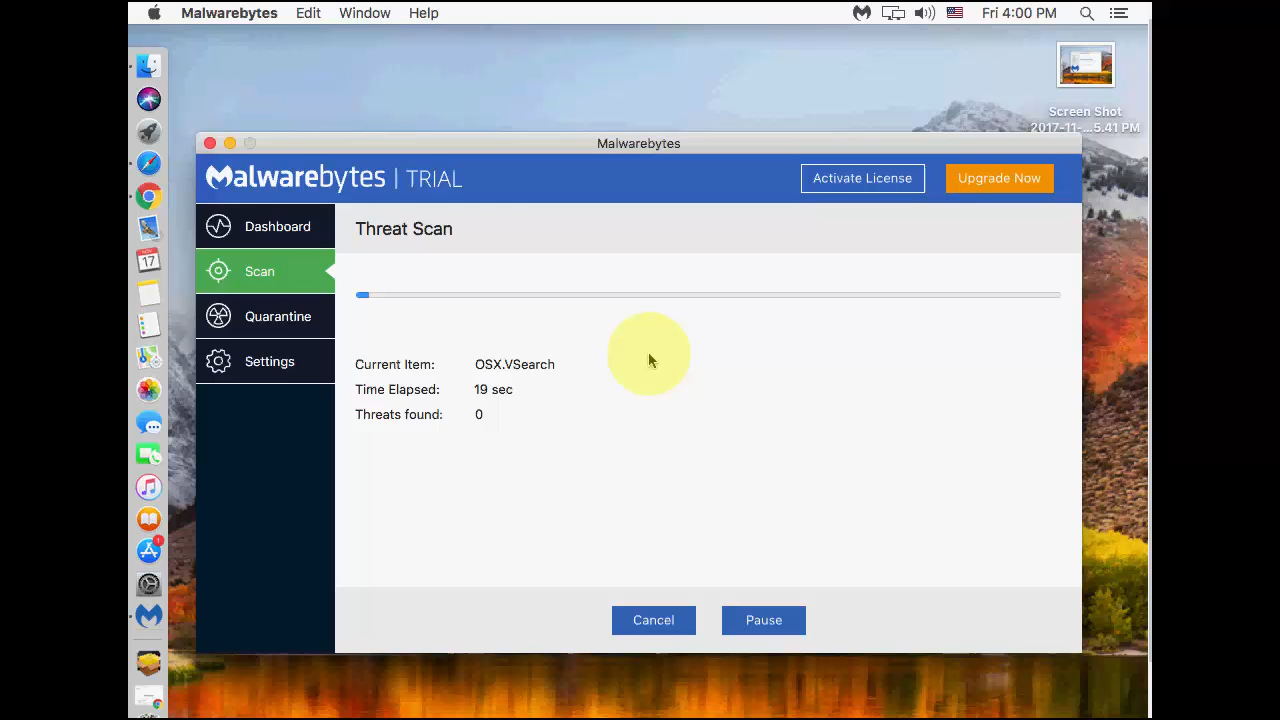 Malwarebytes Edit Window Help Fri 4:00 PM
Screen Shot
2017-11-...5.41 PM
Malwarebytes
Malwarebytes | TRIAL Activate License Upgrade Now
Dashboard
Threat Scan
Scan
Quarantine
Settings
Current Item: OSX.VSearch
Time Elapsed: 19 sec
Threats found: 0
Cancel Pause
NOV
17
1